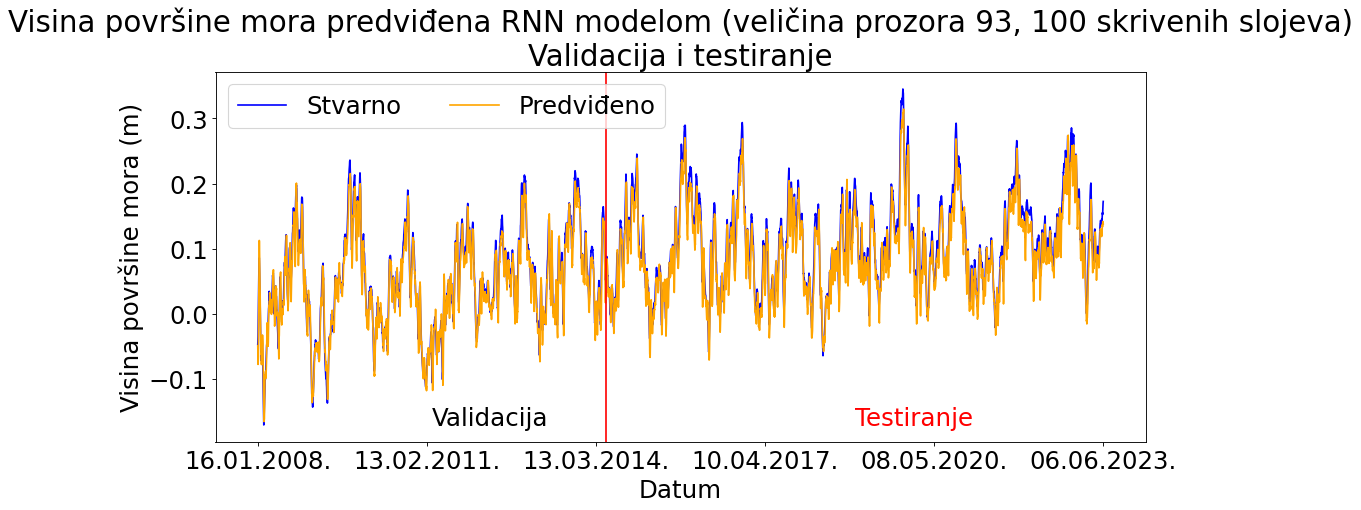 Visina površine mora predviđena RNN modelom (veličina prozora 93, 100 skrivenih slojeva)
Validacija i testiranje
Stvarno Predviđeno
Visina površine mora (m)
0.3
0.2
0.1
0.0
−0.1
Validacija Testiranje
16.01.2008. 13.02.2011. 13.03.2014. 10.04.2017. 08.05.2020. 06.06.2023.
Datum